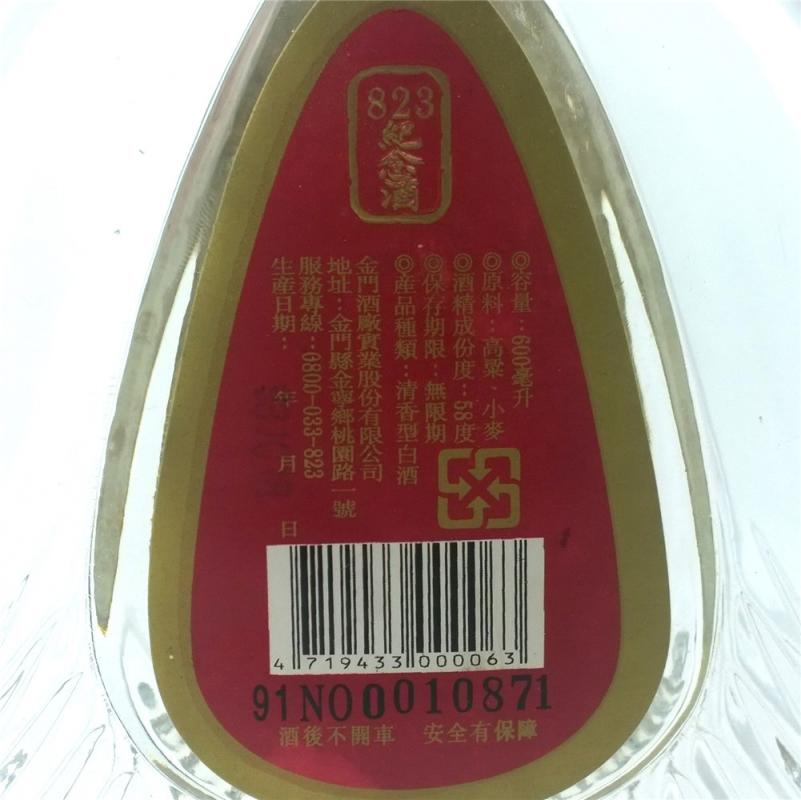 823
紀念酒
◎容量：600毫升
◎原料：高粱、小麥
◎酒精成份度：58度
◎保存期限：無限期
◎產品種類：清香型白酒
金門酒廠實業股份有限公司
地址：金門縣金寧鄉桃園路一號
服務專線：0800-033-823
生產日期：　年　月　日
4 719433 000063
91NO0010871
酒後不開車　安全有保障